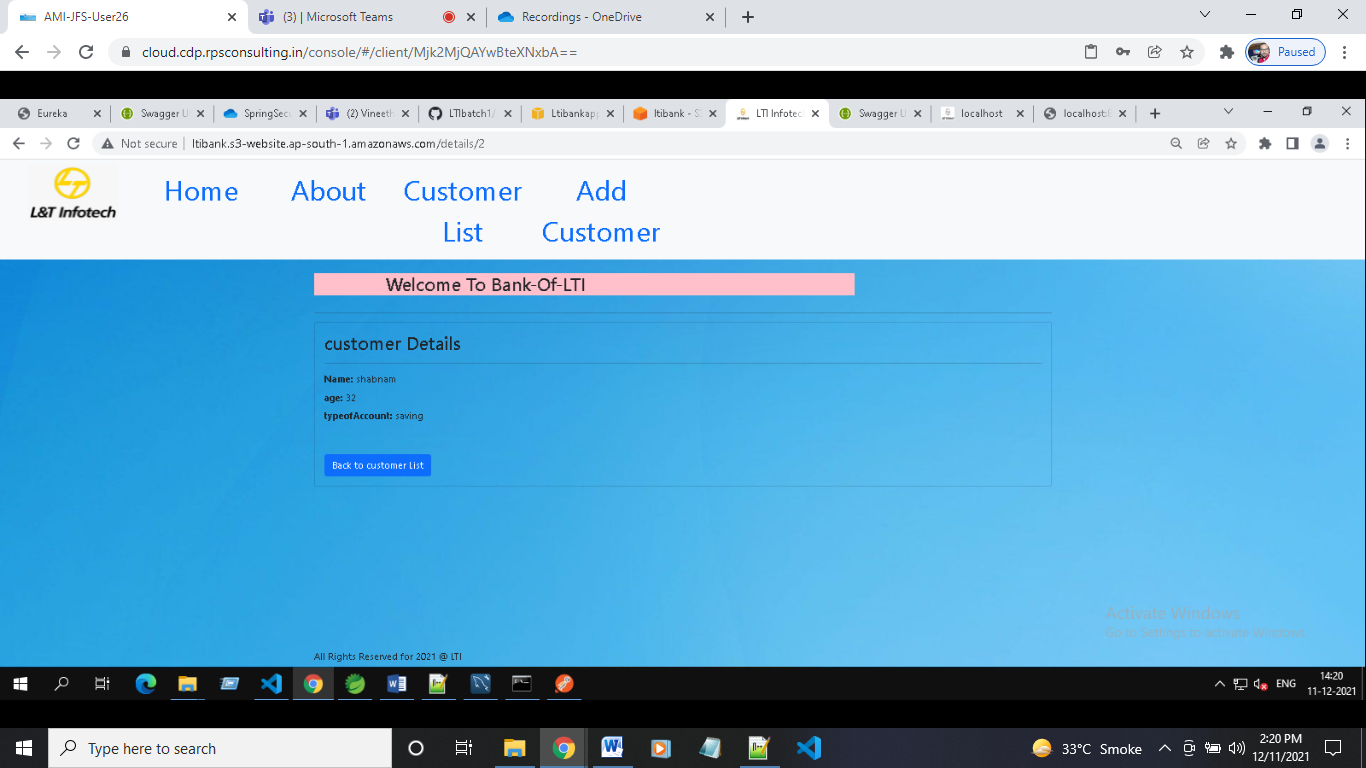 AMI-JFS-User26
(3) | Microsoft Teams
Recordings - OneDrive
cloud.cdp.rpsconsulting.in/console/#/client/Mjk2MjQAYwBteXNxbA==
Paused
Eureka
Swagger U
SpringSecu
(2) Vineeth
LTIbatch1/
Ltibankapp
ltibank - S3
LTI Infotec
Swagger U
localhost
localhost:8
Not secure
ltibank.s3-website.ap-south-1.amazonaws.com/details/2
L&T Infotech
Home
About
Customer List
Add Customer
Welcome To Bank-Of-LTI
customer Details
Name: shabnam
age: 32
typeofAccount: saving
Back to customer List
Activate Windows
Go to Settings to activate Windows.
All Rights Reserved for 2021 @ LTI
ENG
14:20
11-12-2021
Type here to search
33°C Smoke
2:20 PM
12/11/2021